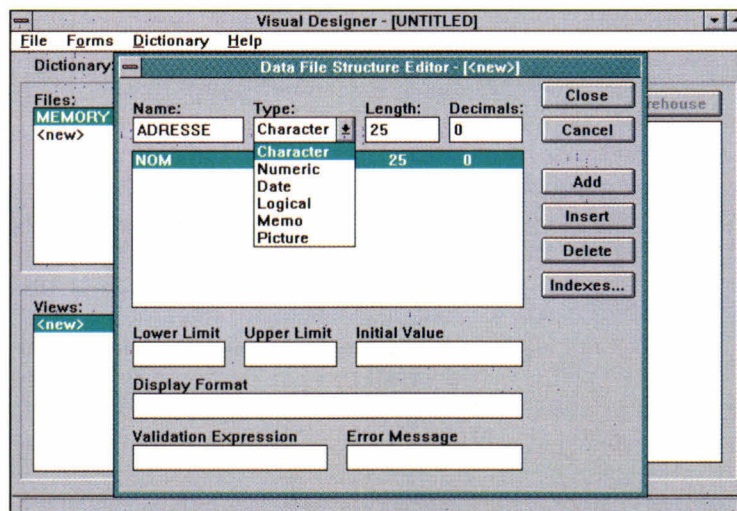 Visual Designer - [UNTITLED]
File Forms Dictionary Help
Dictionary:
Data File Structure Editor - [<new>]
Files:
MEMORY
<new>
Name: Type: Length: Decimals:
ADRESSE Character 25 0
NOM 25 0
Character
Numeric
Date
Logical
Memo
Picture
Close
Cancel
Add
Insert
Delete
Indexes...
Views:
<new>
Lower Limit Upper Limit Initial Value
Display Format
Validation Expression Error Message